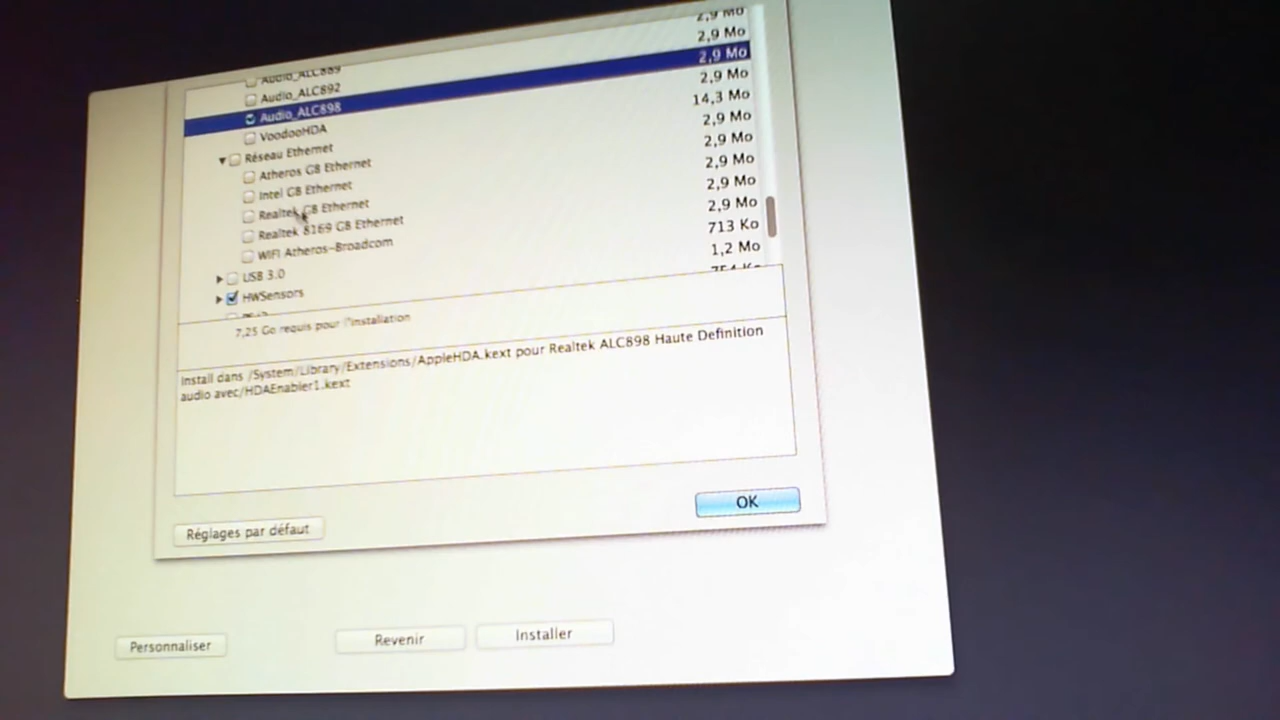 2,9 Mo
Audio_ALC889 2,9 Mo
Audio_ALC892 2,9 Mo
Audio_ALC898 2,9 Mo
VoodooHDA 14,3 Mo
Réseau Ethernet 2,9 Mo
Atheros GB Ethernet 2,9 Mo
Intel GB Ethernet 2,9 Mo
Realtek GB Ethernet 2,9 Mo
Realtek 8169 GB Ethernet 2,9 Mo
WIFI Atheros-Broadcom 713 Ko
USB 3.0 1,2 Mo
HWSensors
7,25 Go requis pour l'installation
Install dans /System/Library/Extensions/AppleHDA.kext pour Realtek ALC898 Haute Definition
audio avec/HDAEnabler1.kext
OK
Réglages par défaut
Personnaliser Revenir Installer